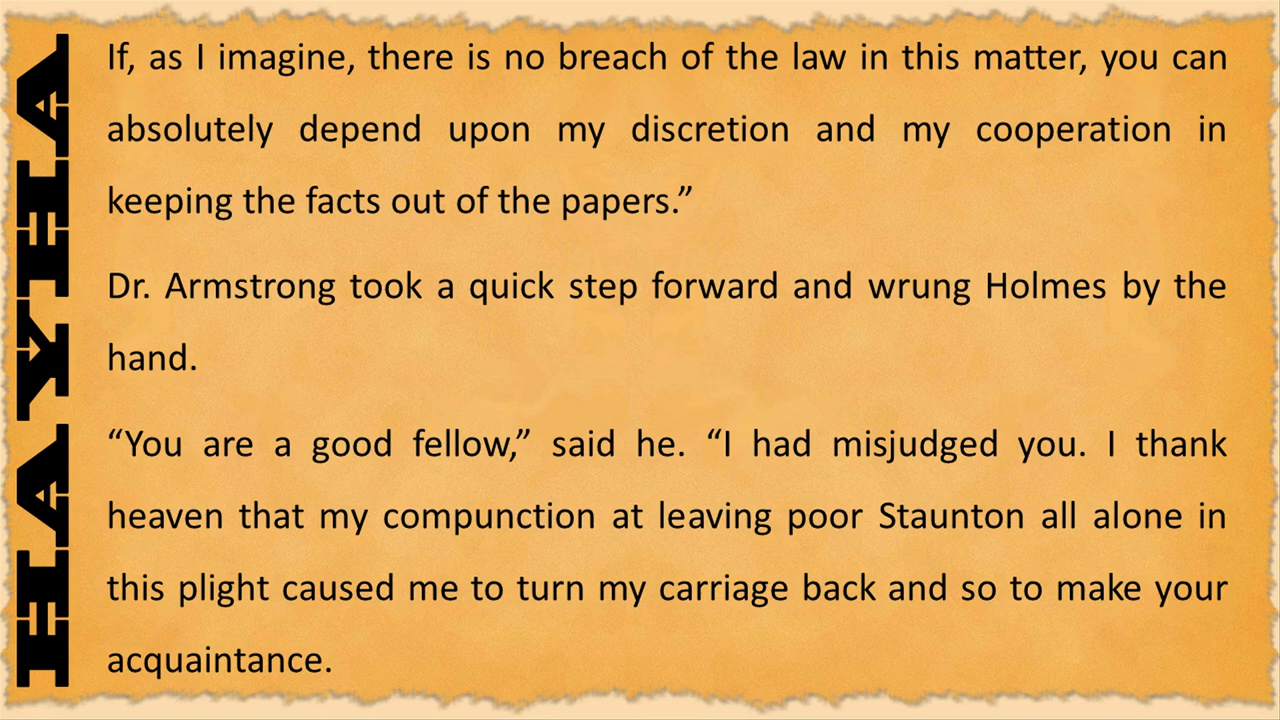 HAYHA
If, as I imagine, there is no breach of the law in this matter, you can
absolutely depend upon my discretion and my cooperation in
keeping the facts out of the papers.”
Dr. Armstrong took a quick step forward and wrung Holmes by the
hand.
“You are a good fellow,” said he. “I had misjudged you. I thank
heaven that my compunction at leaving poor Staunton all alone in
this plight caused me to turn my carriage back and so to make your
acquaintance.